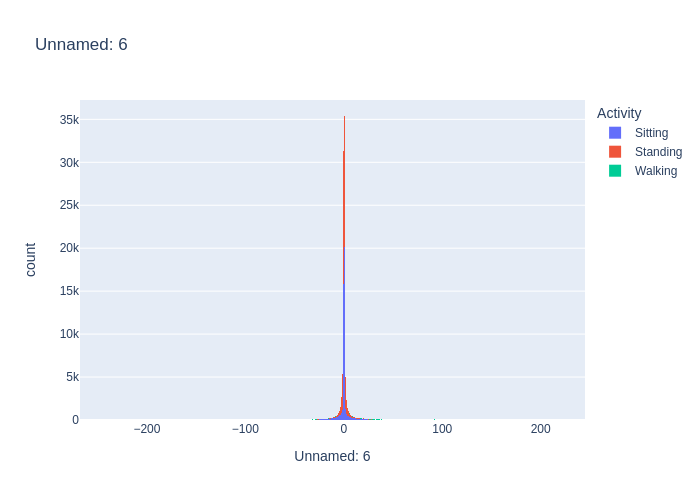 Unnamed: 6
Activity
Sitting
Standing
Walking
count
35k
30k
25k
20k
15k
10k
5k
0
−200
−100
0
100
200
Unnamed: 6